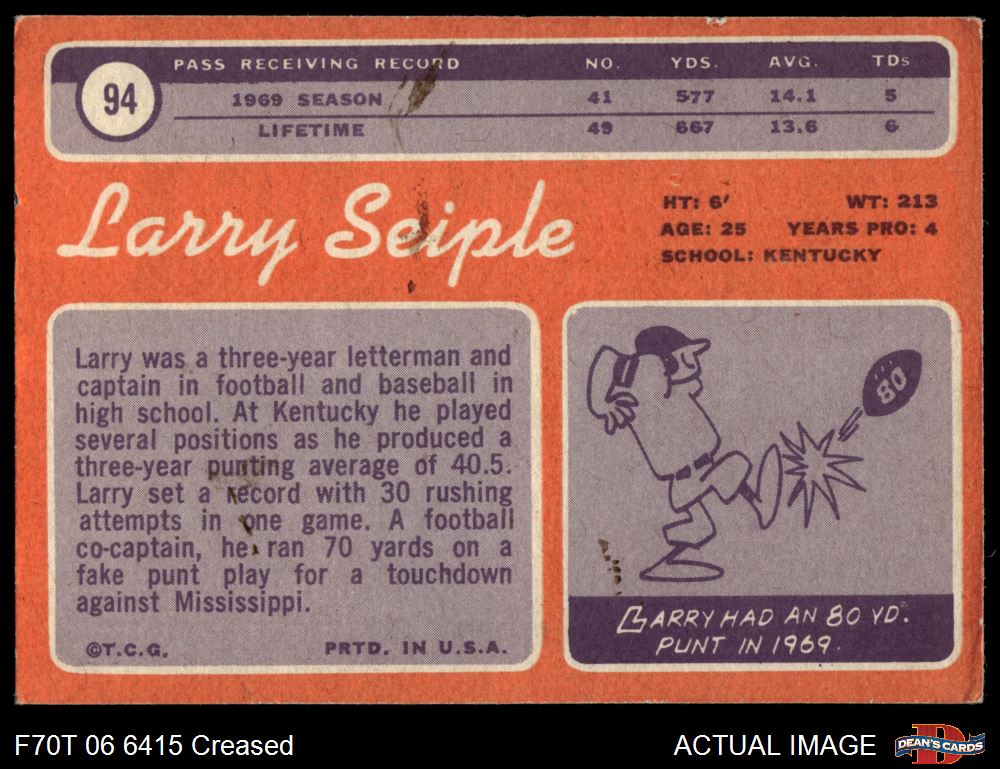 94
PASS RECEIVING RECORD NO. YDS. AVG. TDs
1969 SEASON 41 577 14.1 5
LIFETIME 49 667 13.6 6
Larry Seiple
HT: 6' WT: 213
AGE: 25 YEARS PRO: 4
SCHOOL: KENTUCKY
Larry was a three-year letterman and
captain in football and baseball in
high school. At Kentucky he played
several positions as he produced a
three-year punting average of 40.5.
Larry set a record with 30 rushing
attempts in one game. A football
co-captain, he ran 70 yards on a
fake punt play for a touchdown
against Mississippi.
©T.C.G. PRTD. IN U.S.A.
80
LARRY HAD AN 80 YD.
PUNT IN 1969.
F70T 06 6415 Creased
ACTUAL IMAGE
DEAN'S CARDS